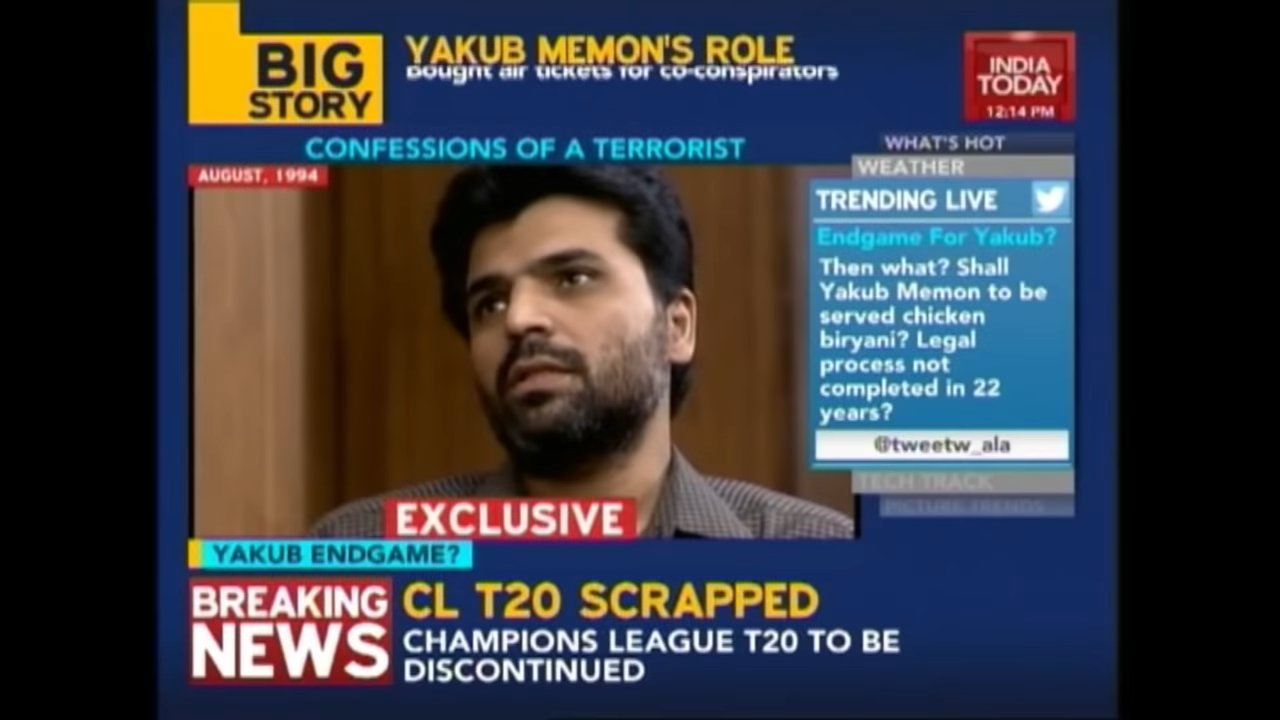 BIG
STORY
YAKUB MEMON'S ROLE
Bought air tickets for co-conspirators
INDIA
TODAY
12:14 PM
CONFESSIONS OF A TERRORIST
AUGUST, 1994
WHAT'S HOT
WEATHER
TRENDING LIVE
Endgame For Yakub?
Then what? Shall
Yakub Memon to be
served chicken
biryani? Legal
process not
completed in 22
years?
@tweetw_ala
TECH TRACK
PICTURE TRENDS
EXCLUSIVE
YAKUB ENDGAME?
BREAKING
NEWS
CL T20 SCRAPPED
CHAMPIONS LEAGUE T20 TO BE
DISCONTINUED